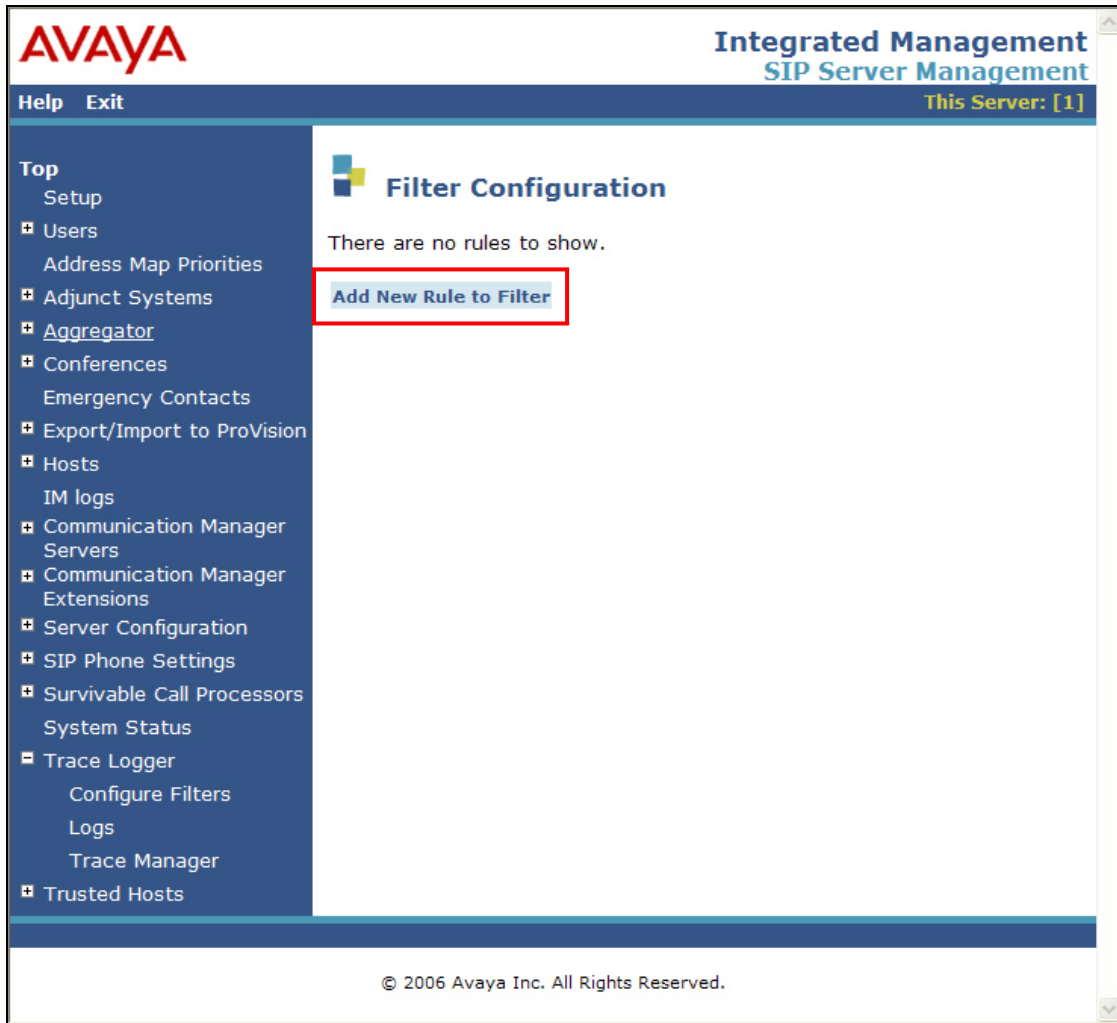 AVAYA
Integrated Management
SIP Server Management
Help Exit
This Server: [1]
Top
Setup
Users
Address Map Priorities
Adjunct Systems
Aggregator
Conferences
Emergency Contacts
Export/Import to ProVision
Hosts
IM logs
Communication Manager
Servers
Communication Manager
Extensions
Server Configuration
SIP Phone Settings
Survivable Call Processors
System Status
Trace Logger
Configure Filters
Logs
Trace Manager
Trusted Hosts
Filter Configuration
There are no rules to show.
Add New Rule to Filter
© 2006 Avaya Inc. All Rights Reserved.